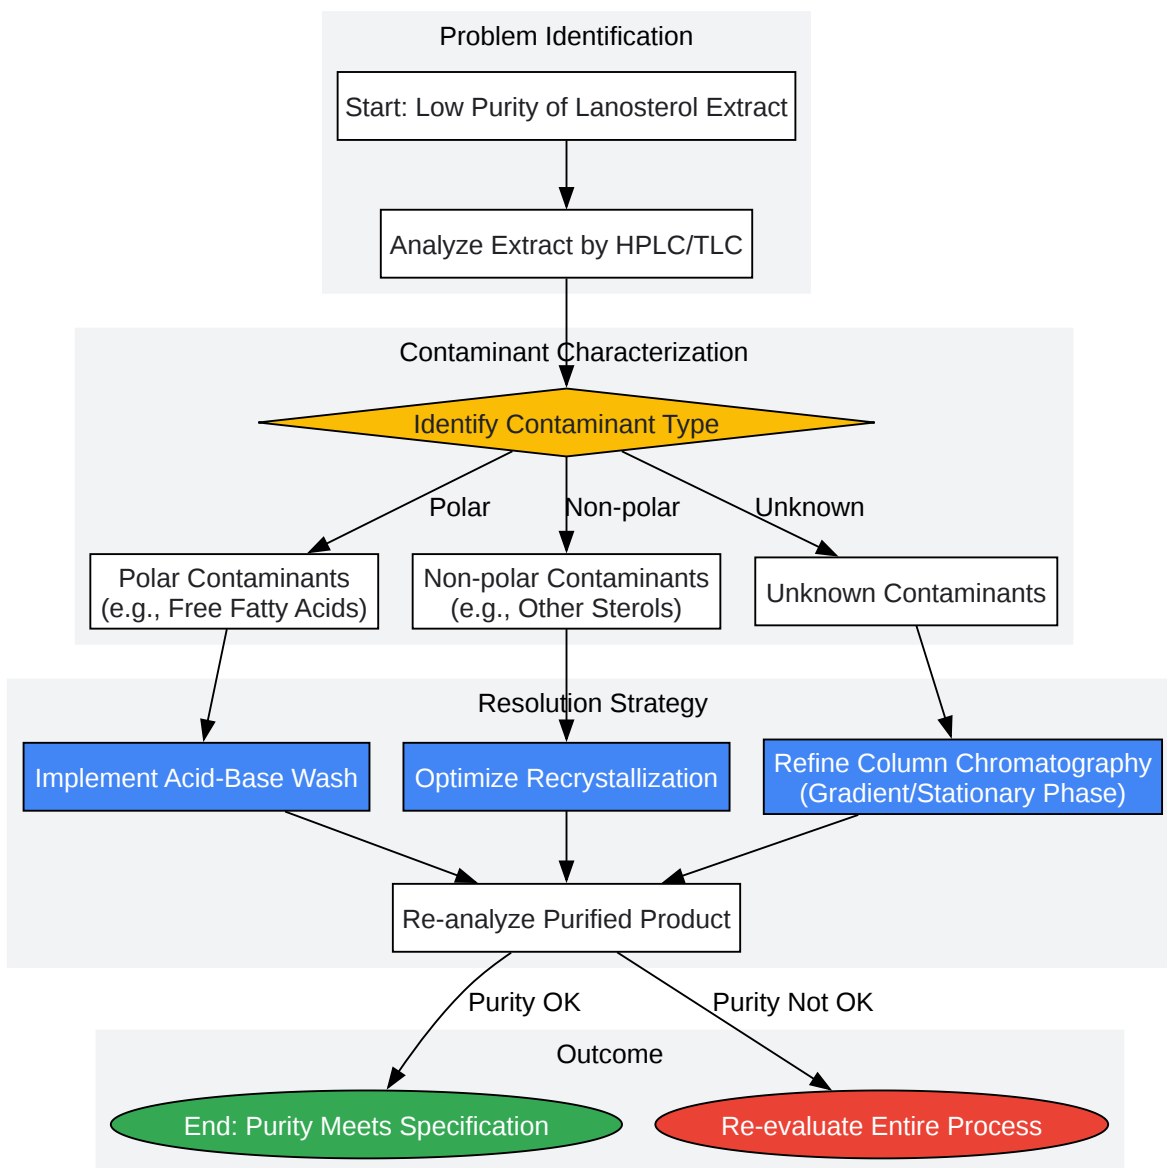 Problem Identification
Start: Low Purity of Lanosterol Extract
Analyze Extract by HPLC/TLC
Contaminant Characterization
Identify Contaminant Type
Polar
Non-polar
Unknown
Polar Contaminants
(e.g., Free Fatty Acids)
Non-polar Contaminants
(e.g., Other Sterols)
Unknown Contaminants
Resolution Strategy
Implement Acid-Base Wash
Optimize Recrystallization
Refine Column Chromatography
(Gradient/Stationary Phase)
Re-analyze Purified Product
Purity OK
Purity Not OK
Outcome
End: Purity Meets Specification
Re-evaluate Entire Process